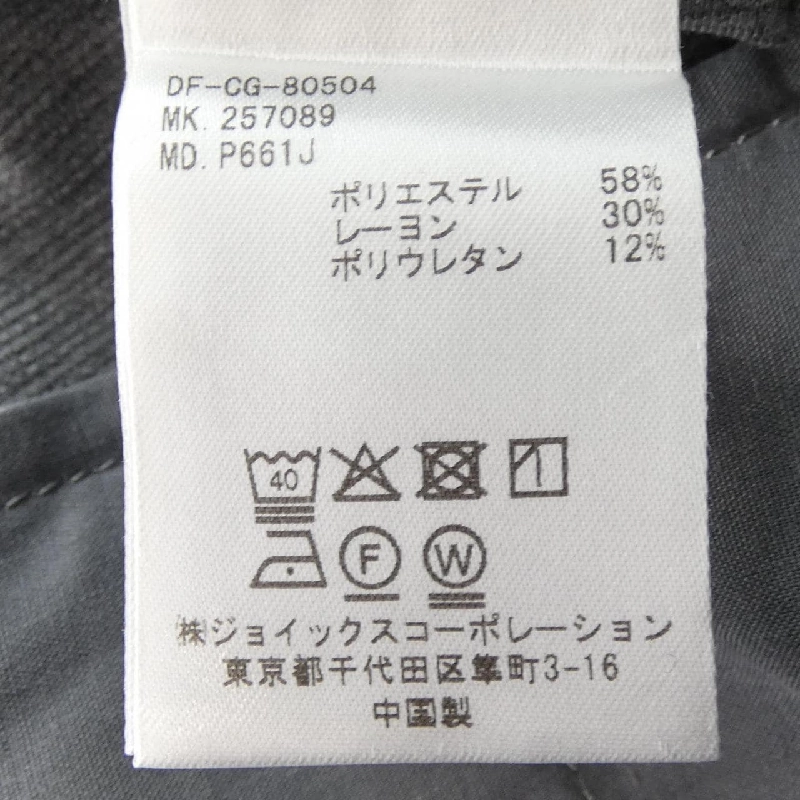 DF-CG-80504
MK. 257089
MD. P661J
ポリエステル 58%
レーヨン 30%
ポリウレタン 12%
40
F W
㈱ジョイックスコーポレーション
東京都千代田区隼町3-16
中国製